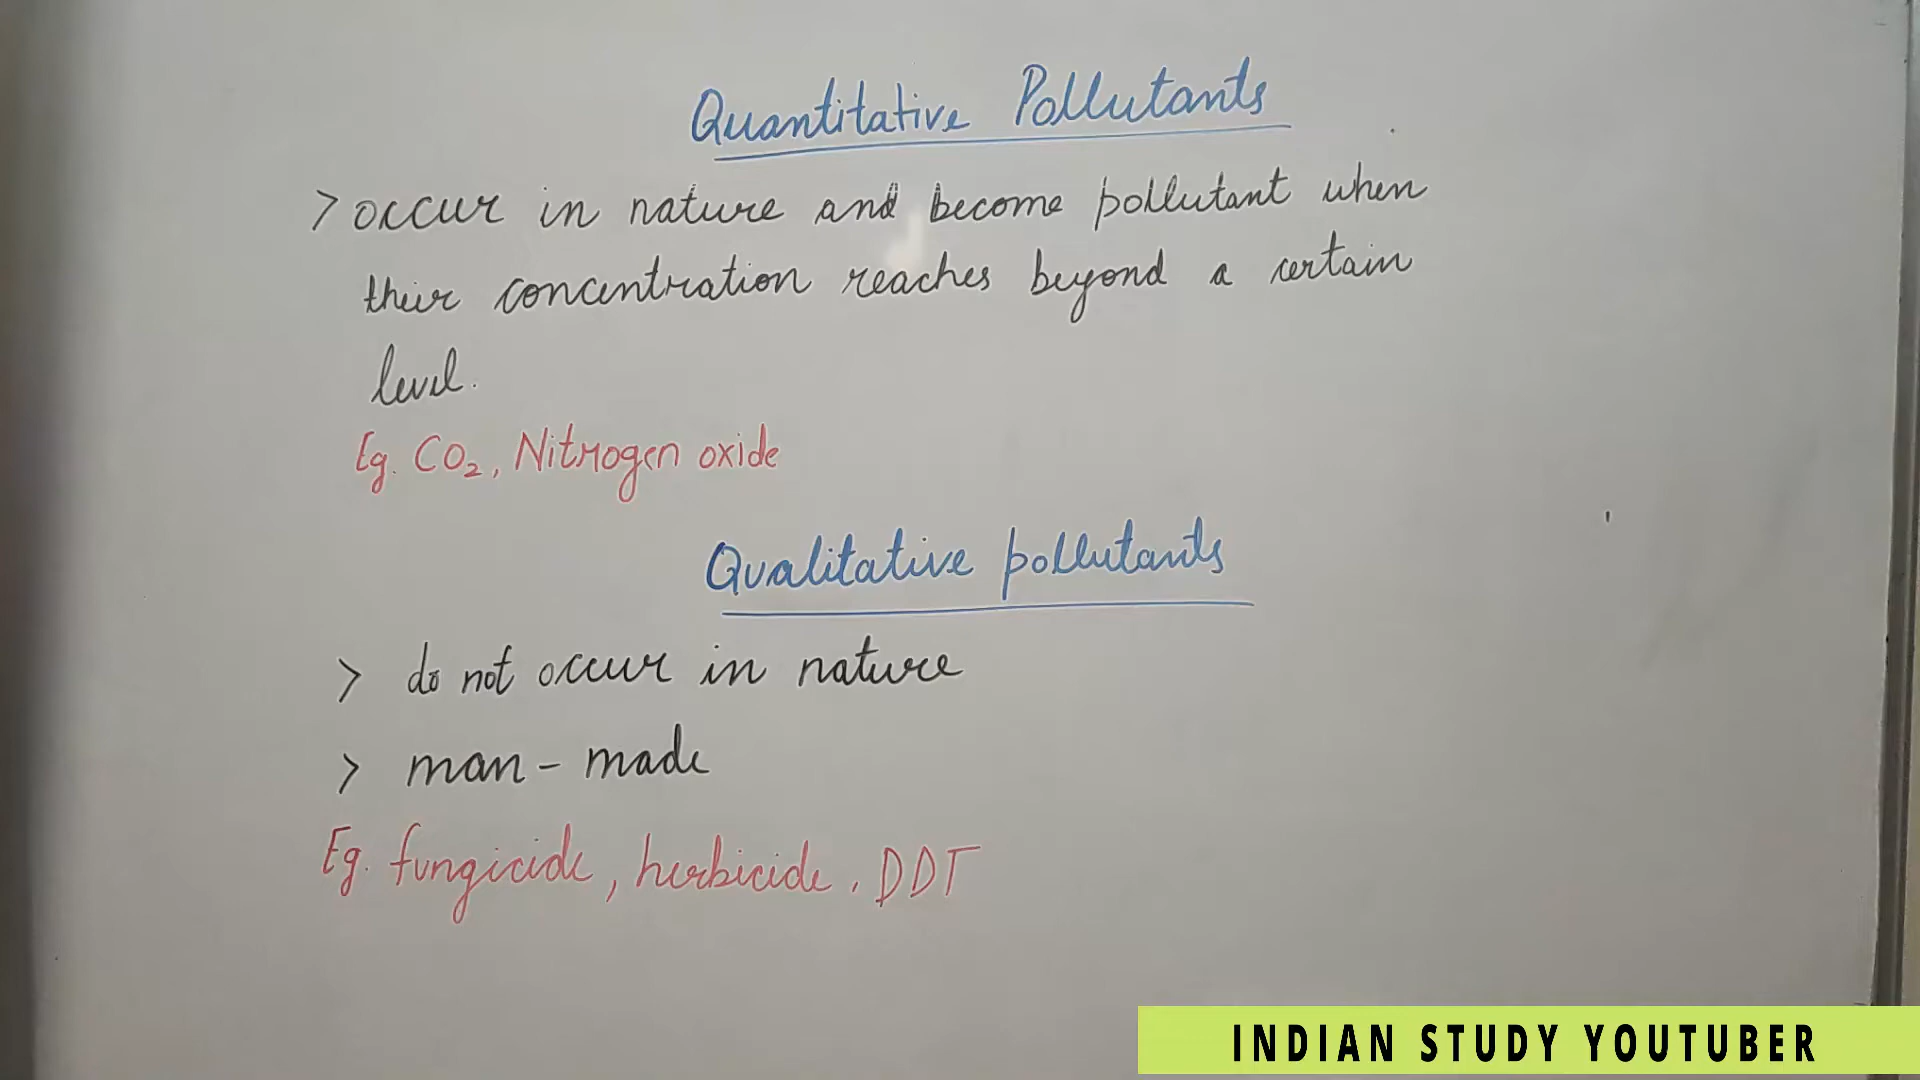 Quantitative Pollutants
> occur in nature and become pollutant when
their concentration reaches beyond a certain
level.
Eg. CO₂, Nitrogen oxide
Qualitative pollutants
> do not occur in nature
> man-made
Eg. fungicide, herbicide, DDT
INDIAN STUDY YOUTUBER